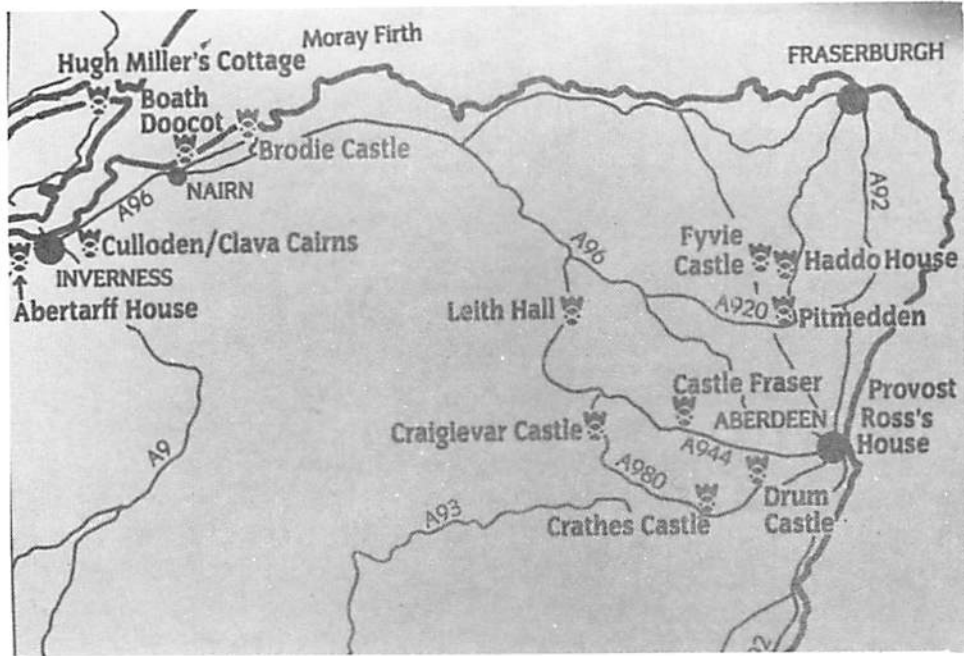 Moray Firth
FRASERBURGH
Hugh Miller's Cottage
Boath
Doocot
Brodie Castle
NAIRN
A96
A92
Culloden/Clava Cairns
INVERNESS
Abertarff House
A96
Fyvie
Castle
Haddo House
Leith Hall
A920
Pitmedden
Castle Fraser
ABERDEEN
Provost
Ross's
House
Craiglevar Castle
A944
A9
A980
Drum
Castle
A93
Crathes Castle